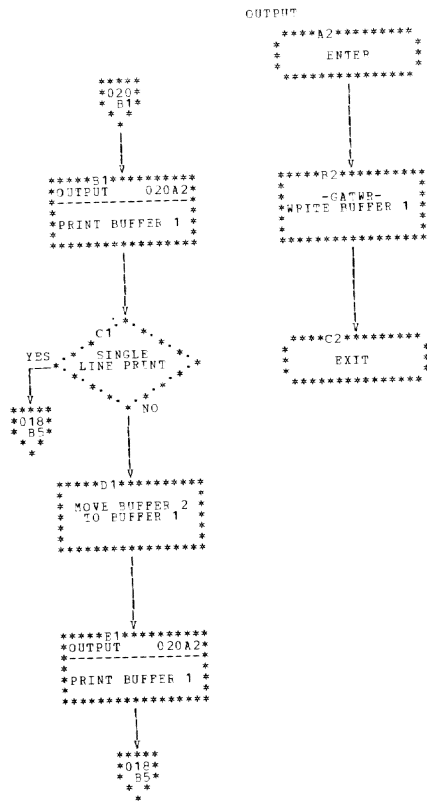 OUTPUT
A2
ENTER
020
B1
B1
OUTPUT 020A2
PRINT BUFFER 1
B2
-GATWR-
WRITE BUFFER 1
C1
SINGLE
LINE PRINT
YES
NO
C2
EXIT
018
B5
D1
MOVE BUFFER 2
TO BUFFER 1
E1
OUTPUT 020A2
PRINT BUFFER 1
018
B5